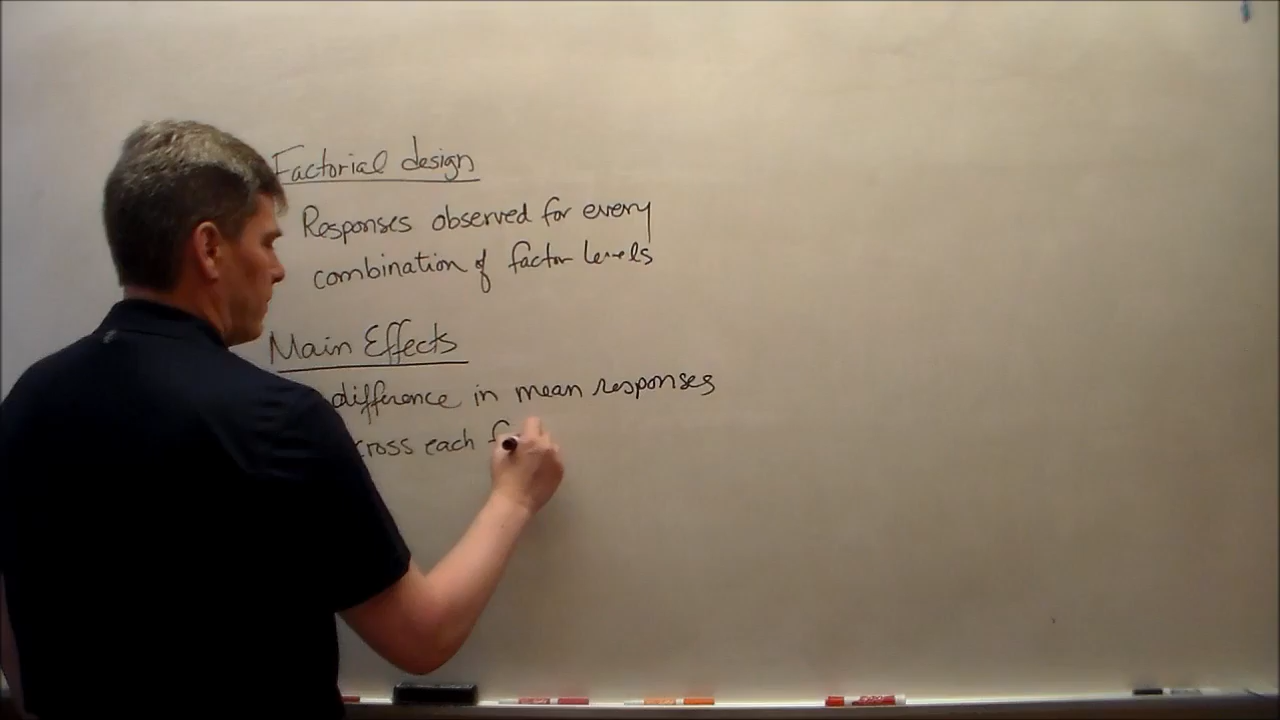 Factorial design
Responses observed for every
combination of factor levels
Main Effects
difference in mean responses
cross each f